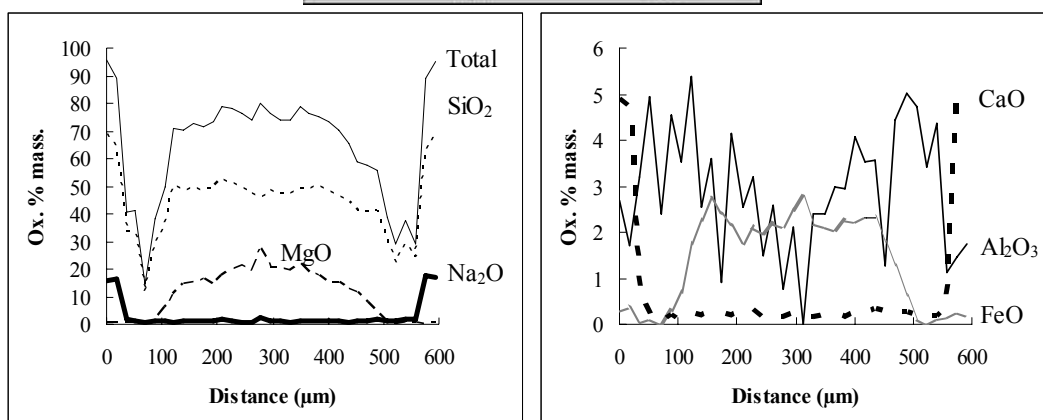 100
90
80
70
60
50
40
30
20
10
0
Ox. % mass.
Total
SiO₂
MgO
Na₂O
0 100 200 300 400 500 600
Distance (µm)
6
5
4
3
2
1
0
Ox. % mass.
CaO
Al₂O₃
FeO
0 100 200 300 400 500 600
Distance (µm)